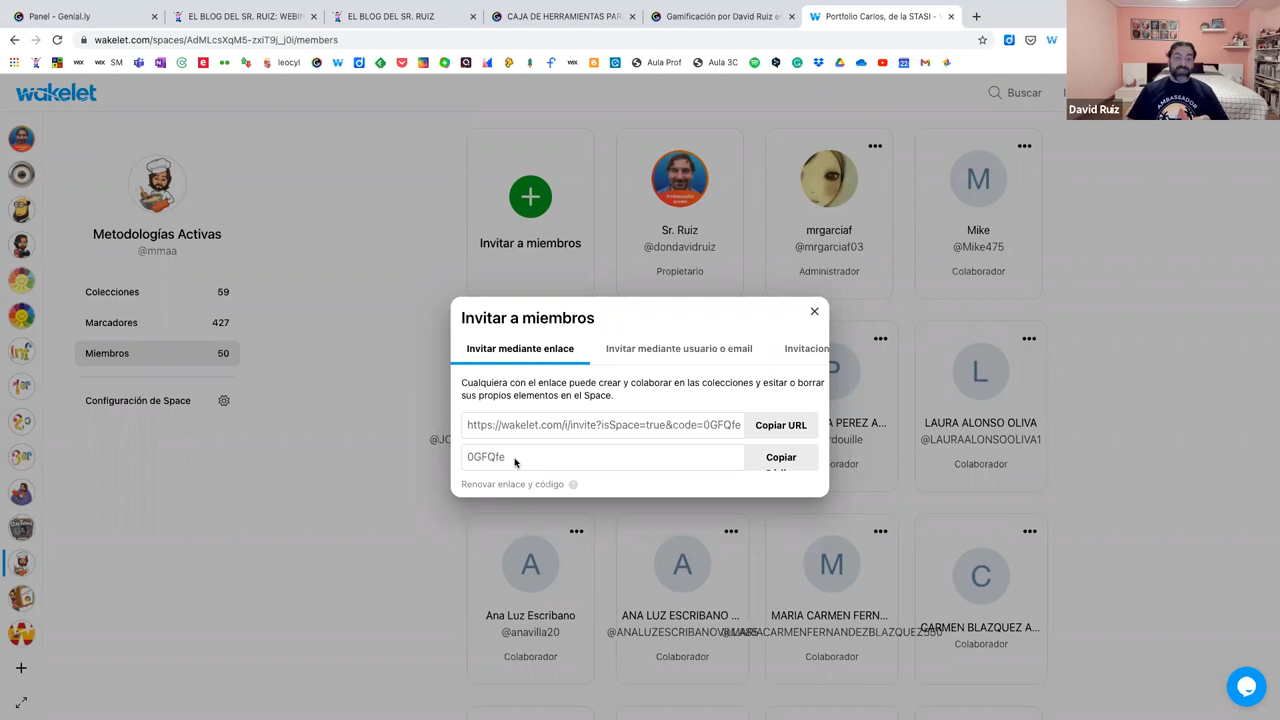 Panel - Genial.ly
EL BLOG DEL SR. RUIZ: WEBIN
EL BLOG DEL SR. RUIZ
CAJA DE HERRAMIENTAS PAR
Gamificación por David Ruiz e
Portfolio Carlos, de la STASI -
wakelet.com/spaces/AdMLcsXqM5-zxiT9j_j0i/members
SM
leocyl
Aula Prof
Aula 3C
AMBASSADOR
David Ruiz
wakelet
Buscar
Metodologías Activas
@mmaa
Colecciones 59
Marcadores 427
Miembros 50
Configuración de Space
Invitar a miembros
Sr. Ruiz
@dondavidruiz
Propietario
mrgarciaf
@mrgarciaf03
Administrador
M
Mike
@Mike475
Colaborador
Invitar a miembros
Invitar mediante enlace
Invitar mediante usuario o email
Invitacion
Cualquiera con el enlace puede crear y colaborar en las colecciones y esitar o borrar
sus propios elementos en el Space.
https://wakelet.com/i/invite?isSpace=true&code=0GFQfe
Copiar URL
0GFQfe
Copiar
Renovar enlace y código
P
PEREZ A...
rdouille
L
LAURA ALONSO OLIVA
@LAURAALONSOOLIVA1
Colaborador
A
Ana Luz Escribano
@anavilla20
Colaborador
A
ANA LUZ ESCRIBANO ...
Colaborador
M
MARIA CARMEN FERN...
Colaborador
C
CARMEN BLAZQUEZ A...
Colaborador